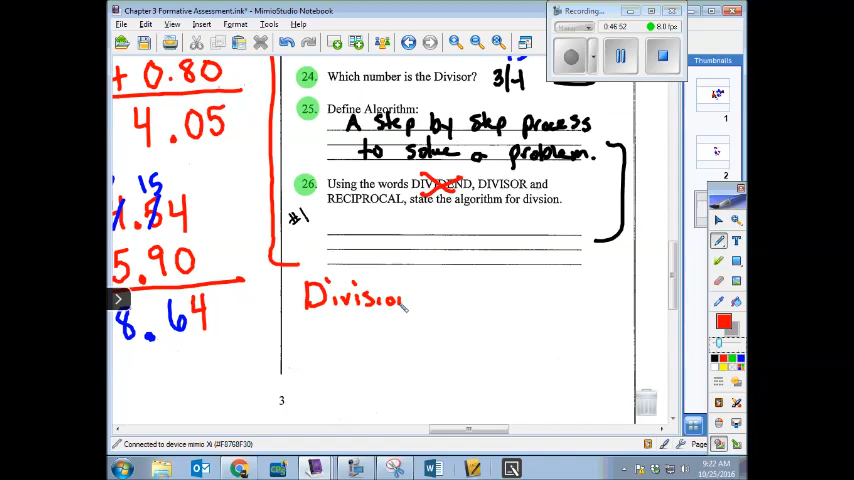 Chapter 3 Formative Assessment.ink* - MimioStudio Notebook
File Edit View Insert Format Tools Help
Recording...
0:46:52 8.0 fps
Thumbnails
+ 0.80
4.05
24. Which number is the Divisor? 3/4
25. Define Algorithm:
A step by step process
to solve a problem.
26. Using the words DIVIDEND, DIVISOR and
RECIPROCAL, state the algorithm for divsion.
#1
15
.54
5.90
8.64
Division
3
1
2
Connected to device mimio Xi (#F8768F30)
Page
9:22 AM
10/25/2016